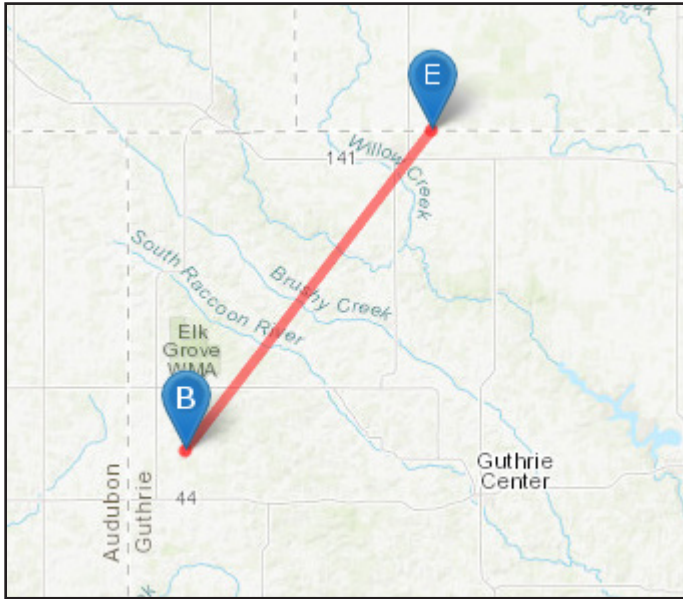 E
141
Willow Creek
South Raccoon River
Brushy Creek
Elk
Grove
WMA
B
Guthrie
Center
Audubon
Guthrie
44